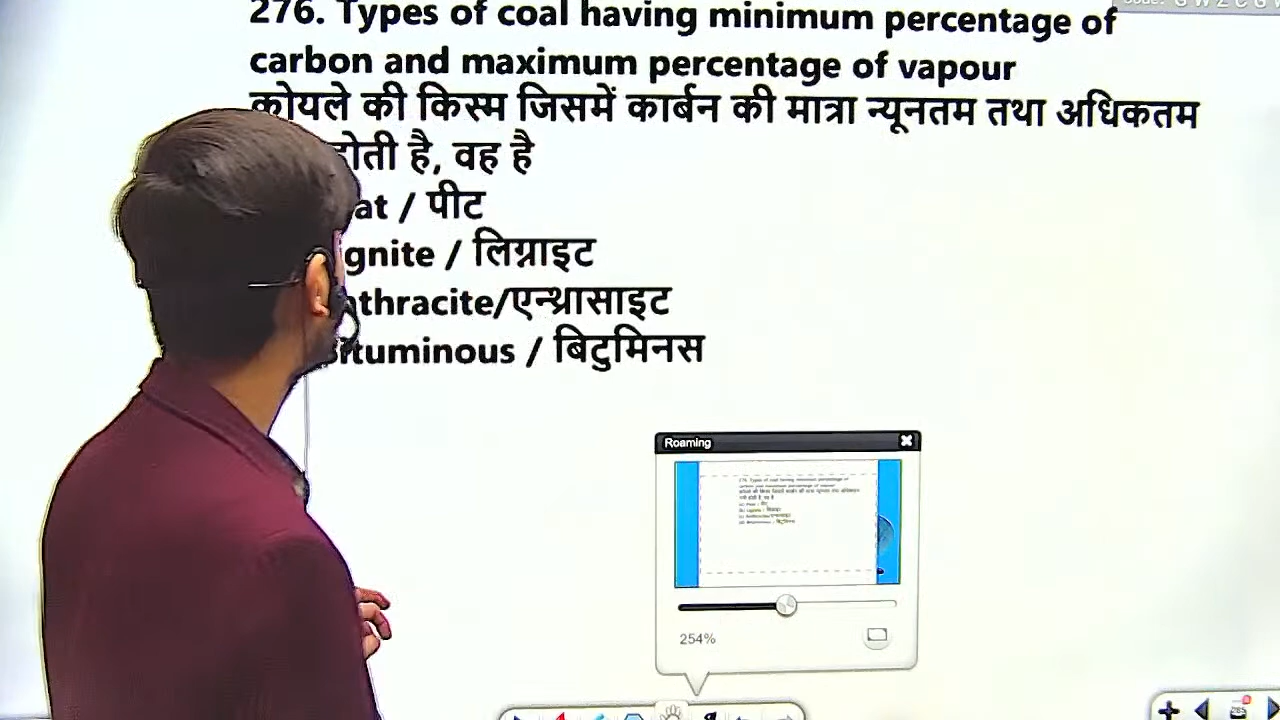 276. Types of coal having minimum percentage of
carbon and maximum percentage of vapour
कोयले की किस्म जिसमें कार्बन की मात्रा न्यूनतम तथा अधिकतम
होती है, वह है
at / पीट
gnite / लिग्नाइट
nthracite/एन्थ्रासाइट
Bituminous / बिटुमिनस
Roaming
254%